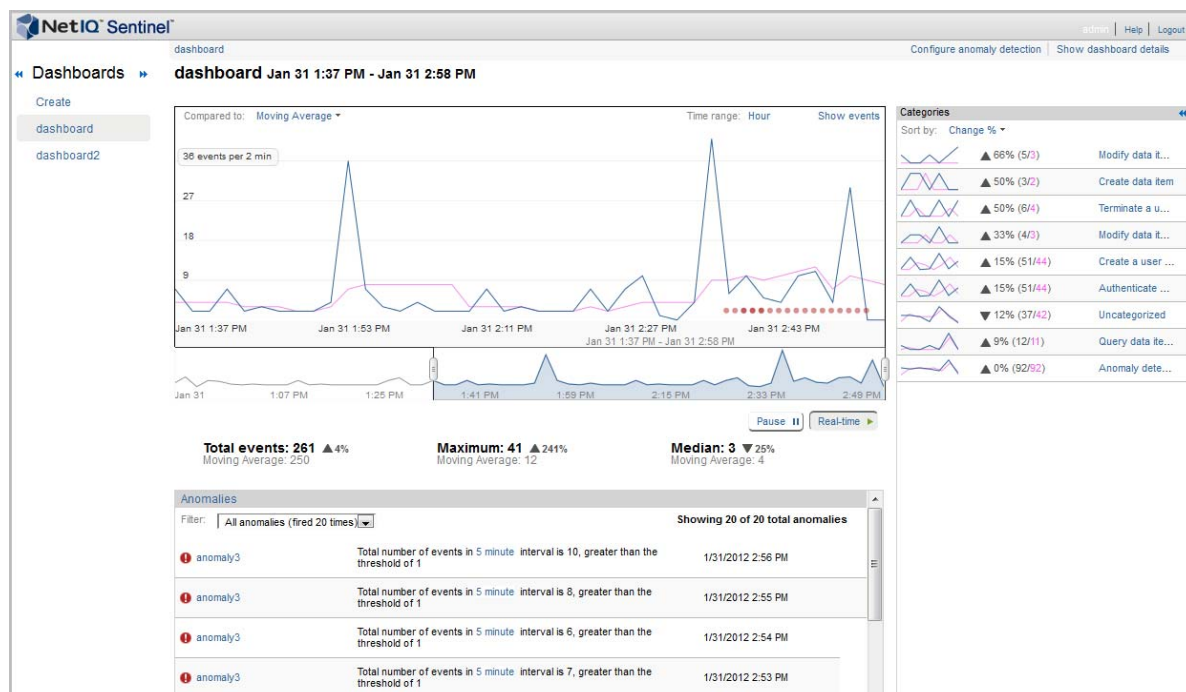 NetIQ® Sentinel™
admin | Help | Logout
dashboard
Configure anomaly detection | Show dashboard details
Dashboards
Create
dashboard
dashboard2
dashboard Jan 31 1:37 PM - Jan 31 2:58 PM
Compared to: Moving Average
Time range: Hour
Show events
36 events per 2 min
27
18
9
Jan 31 1:37 PM
Jan 31 1:53 PM
Jan 31 2:11 PM
Jan 31 2:27 PM
Jan 31 2:43 PM
Jan 31 1:37 PM - Jan 31 2:58 PM
Jan 31
1:07 PM
1:25 PM
1:41 PM
1:59 PM
2:15 PM
2:33 PM
2:49 PM
Pause
Real-time
Total events: 261 ▲4%
Moving Average: 250
Maximum: 41 ▲241%
Moving Average: 12
Median: 3 ▼25%
Moving Average: 4
Categories
Sort by: Change %
▲66% (5/3) Modify data it...
▲50% (3/2) Create data item
▲50% (6/4) Terminate a u...
▲33% (4/3) Modify data it...
▲15% (51/44) Create a user ...
▲15% (51/44) Authenticate ...
▼12% (37/42) Uncategorized
▲9% (12/11) Query data ite...
▲0% (92/92) Anomaly dete...
Anomalies
Filter: All anomalies (fired 20 times)
Showing 20 of 20 total anomalies
anomaly3
Total number of events in 5 minute interval is 10, greater than the
threshold of 1
1/31/2012 2:56 PM
anomaly3
Total number of events in 5 minute interval is 8, greater than the
threshold of 1
1/31/2012 2:55 PM
anomaly3
Total number of events in 5 minute interval is 6, greater than the
threshold of 1
1/31/2012 2:54 PM
anomaly3
Total number of events in 5 minute interval is 7, greater than the
threshold of 1
1/31/2012 2:53 PM